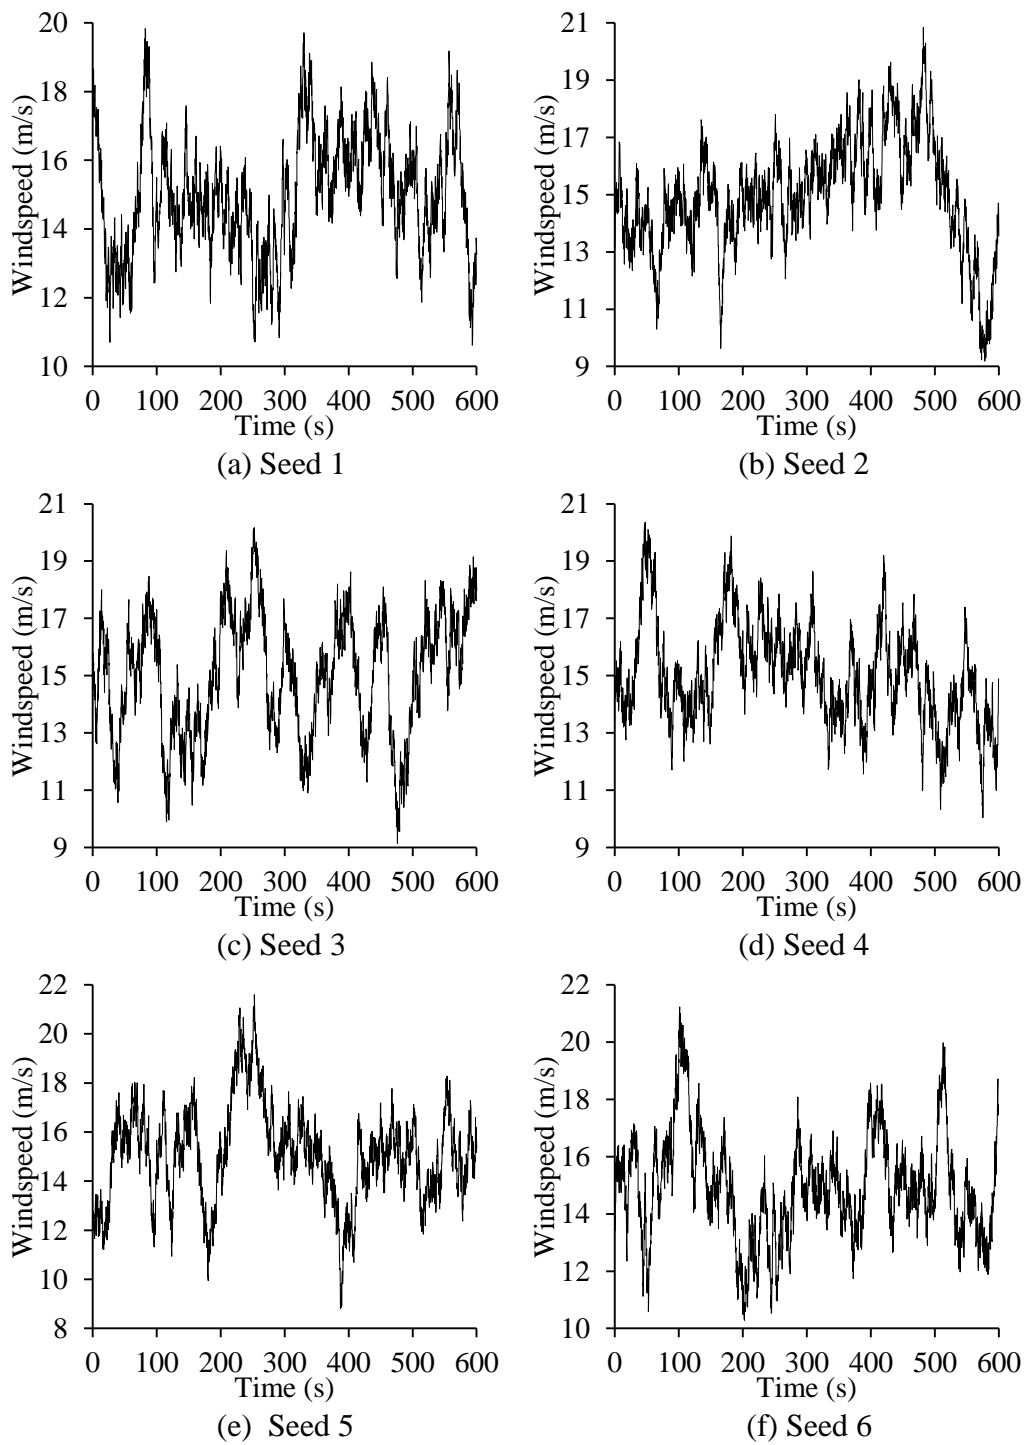 20
18
16
14
12
10
Windspeed (m/s)
0 100 200 300 400 500 600
Time (s)
(a) Seed 1
21
19
17
15
13
11
9
Windspeed (m/s)
0 100 200 300 400 500 600
Time (s)
(b) Seed 2
21
19
17
15
13
11
9
Windspeed (m/s)
0 100 200 300 400 500 600
Time (s)
(c) Seed 3
21
19
17
15
13
11
9
Windspeed (m/s)
0 100 200 300 400 500 600
Time (s)
(d) Seed 4
22
20
18
16
14
12
10
8
Windspeed (m/s)
0 100 200 300 400 500 600
Time (s)
(e) Seed 5
22
20
18
16
14
12
10
Windspeed (m/s)
0 100 200 300 400 500 600
Time (s)
(f) Seed 6